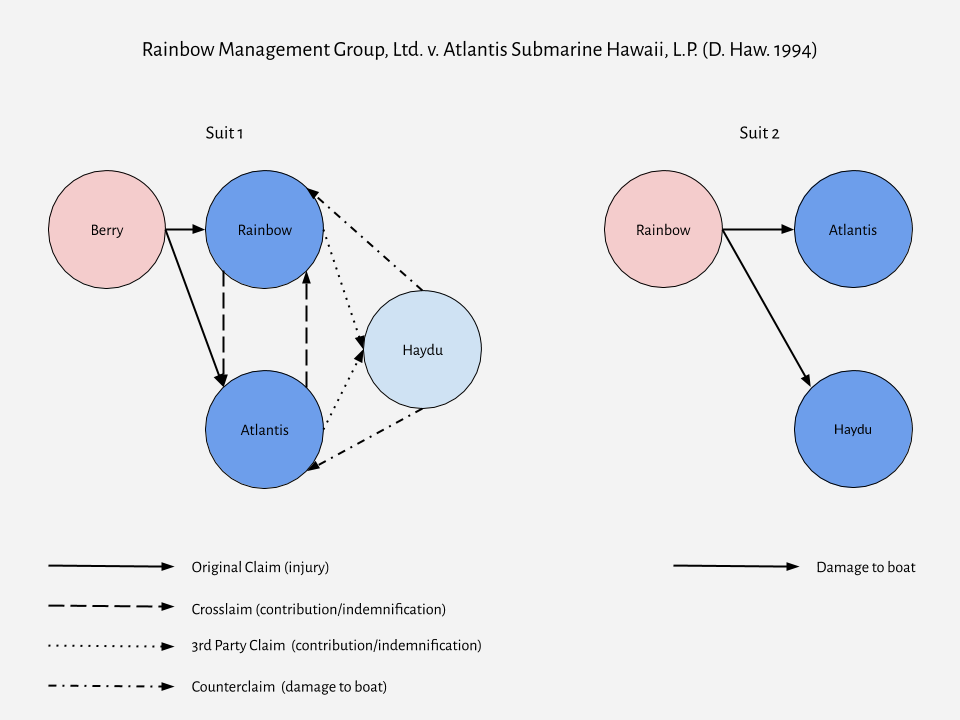 Rainbow Management Group, Ltd. v. Atlantis Submarine Hawaii, L.P. (D. Haw. 1994)
Suit 1
Suit 2
Berry
Rainbow
Haydu
Atlantis
Rainbow
Atlantis
Haydu
Original Claim (injury)
Crosslaim (contribution/indemnification)
3rd Party Claim (contribution/indemnification)
Counterclaim (damage to boat)
Damage to boat